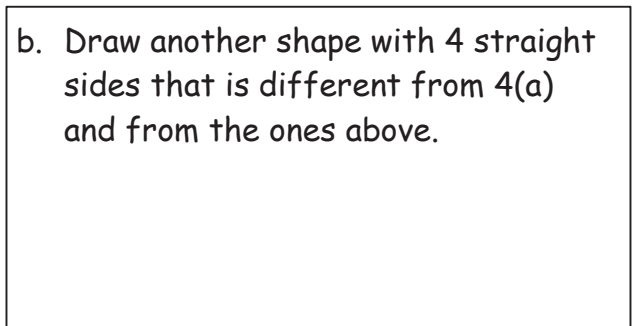 b. Draw another shape with 4 straight
sides that is different from 4(a)
and from the ones above.